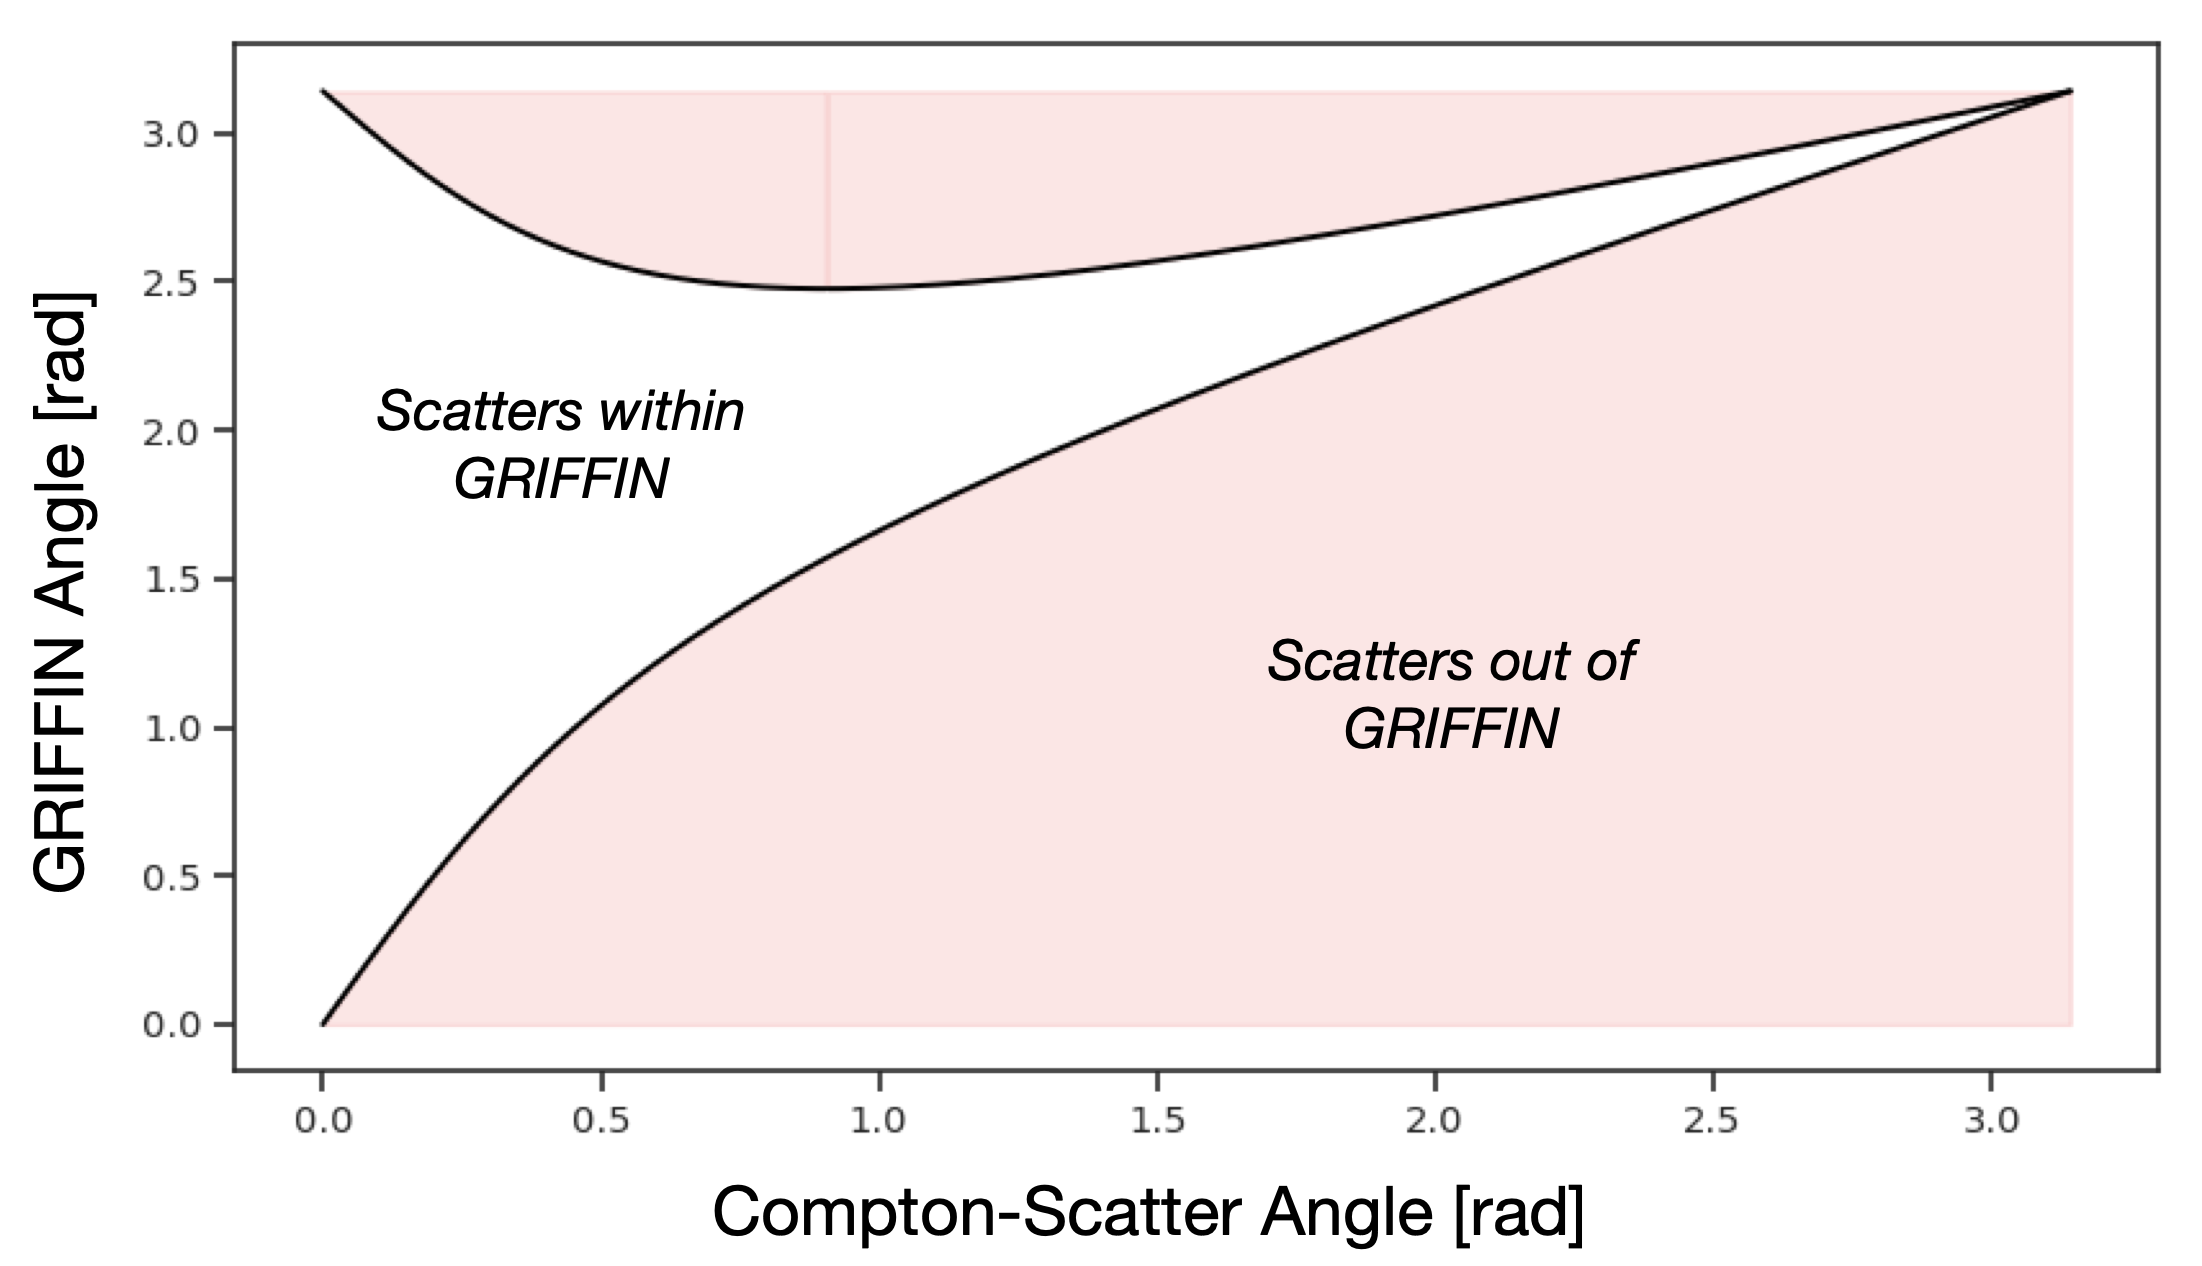 GRIFFIN Angle [rad]
3.0
2.5
2.0
1.5
1.0
0.5
0.0
Scatters within
GRIFFIN
Scatters out of
GRIFFIN
0.0 0.5 1.0 1.5 2.0 2.5 3.0
Compton-Scatter Angle [rad]